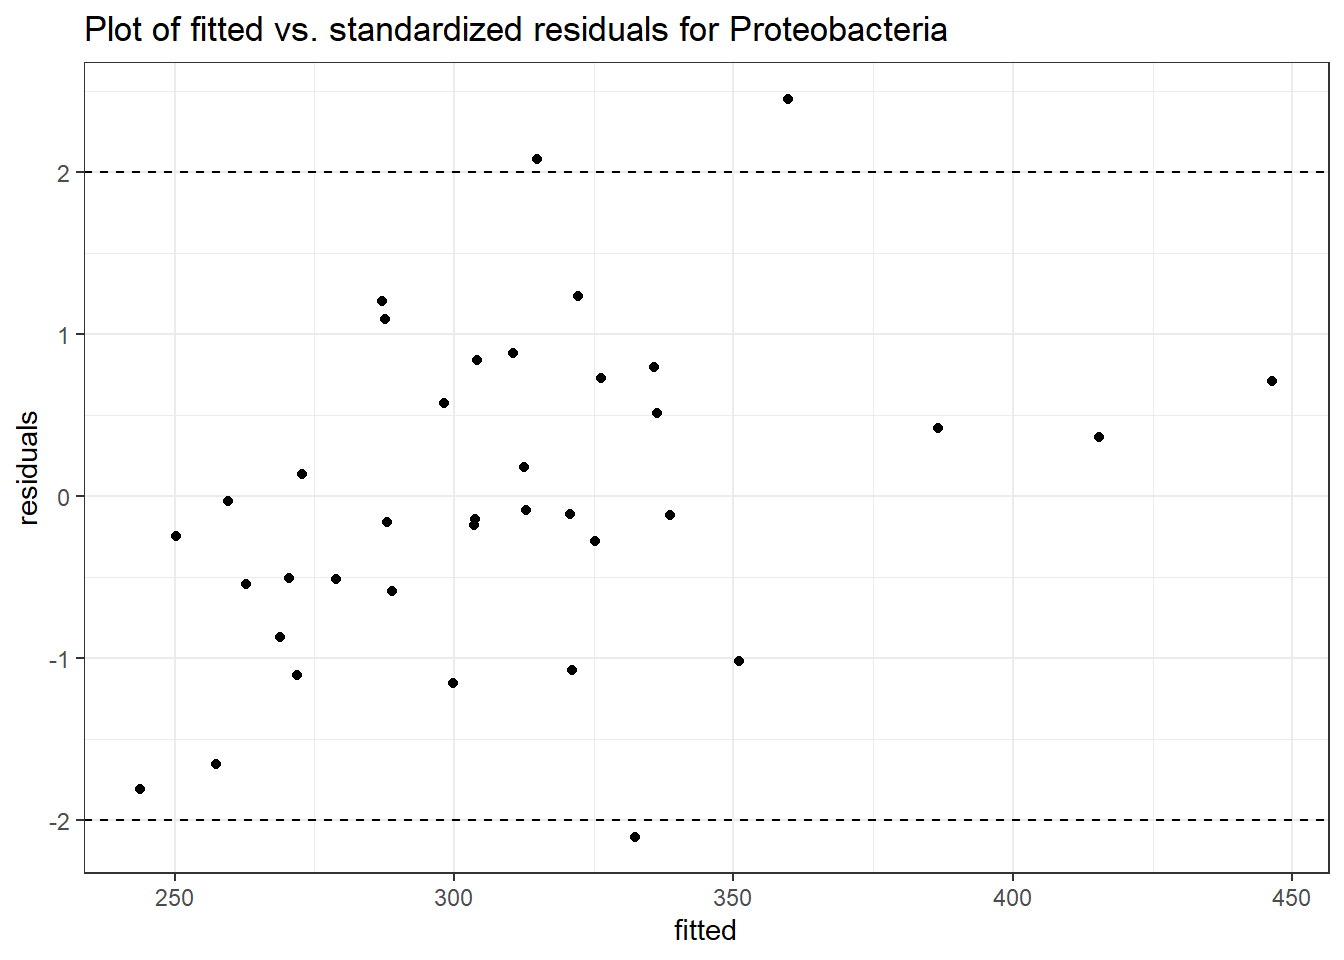 Plot of fitted vs. standardized residuals for Proteobacteria
2
1
0
-1
-2
residuals
250 300 350 400 450
fitted